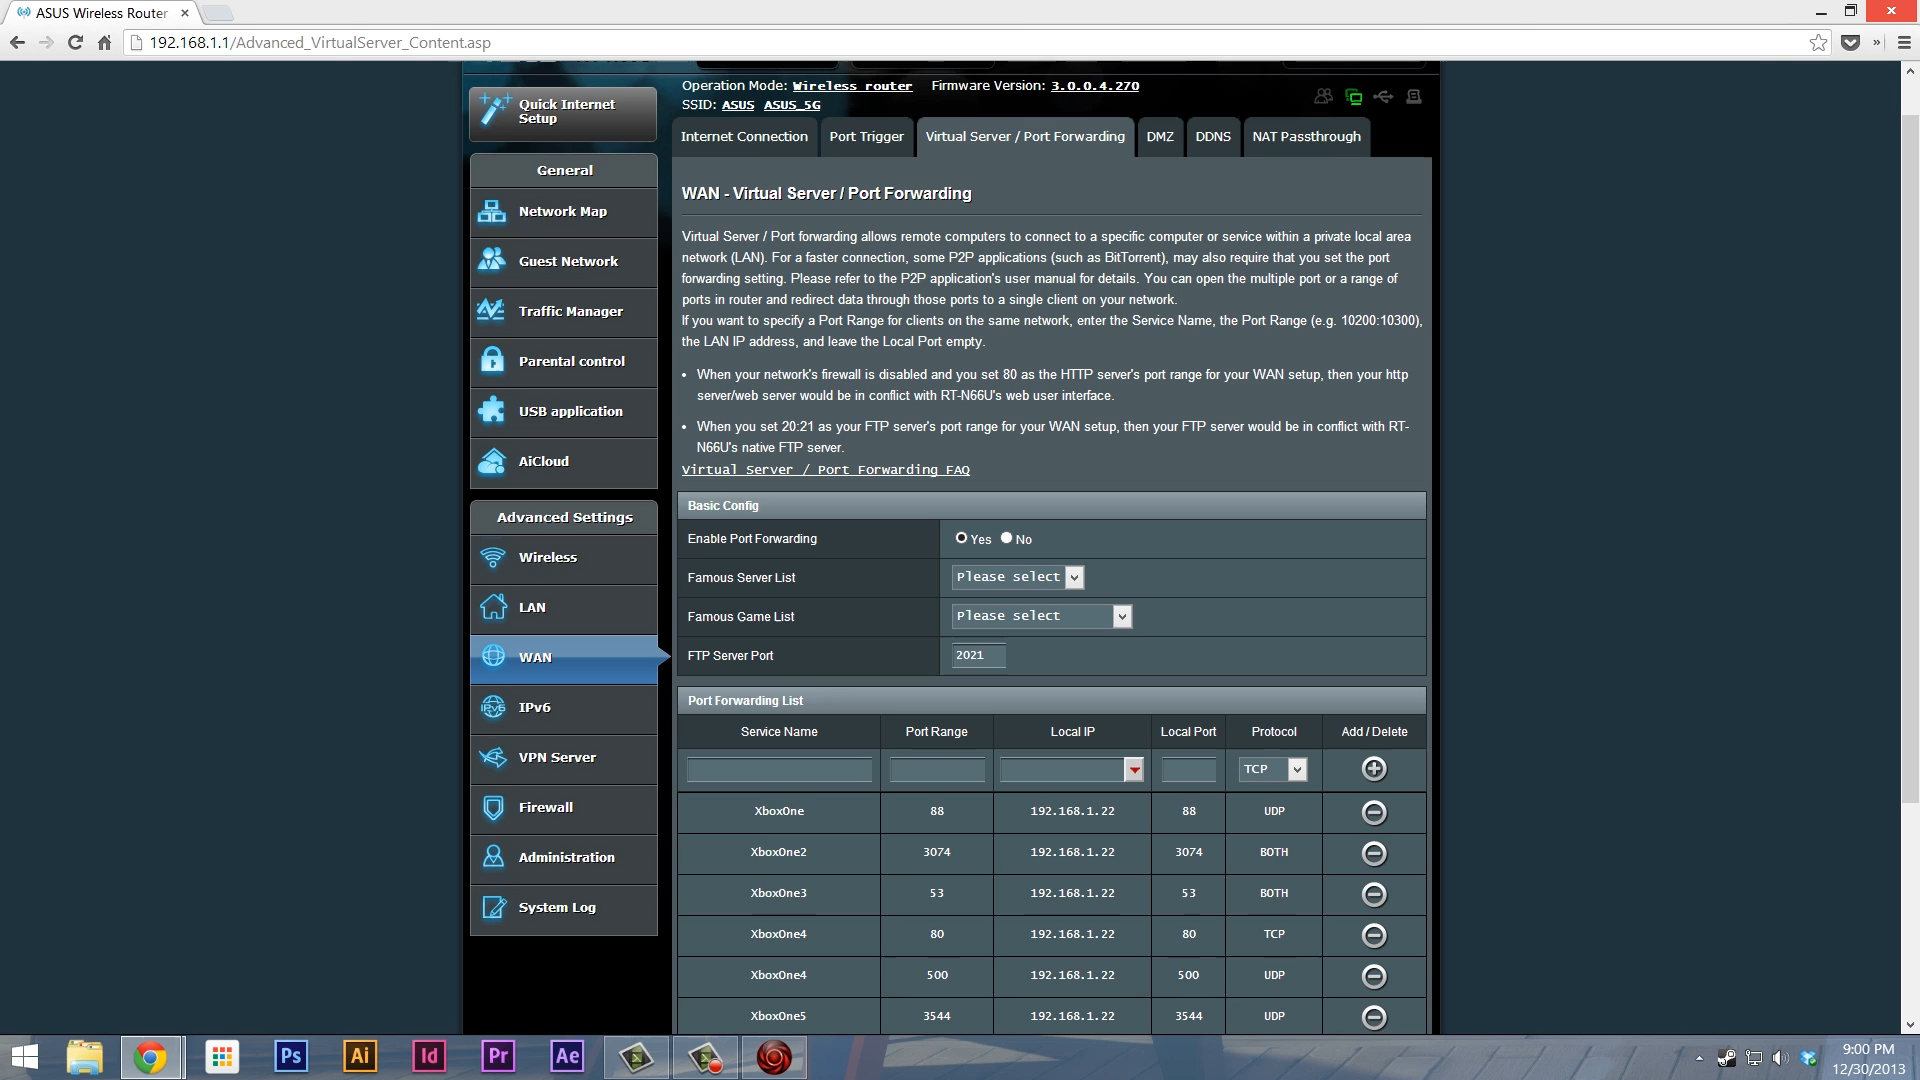 ASUS Wireless Router
192.168.1.1/Advanced_VirtualServer_Content.asp
Operation Mode: Wireless router Firmware Version: 3.0.0.4.270
SSID: ASUS ASUS_5G
Quick Internet
Setup
General
Network Map
Guest Network
Traffic Manager
Parental control
USB application
AiCloud
Advanced Settings
Wireless
LAN
WAN
IPv6
VPN Server
Firewall
Administration
System Log
Internet Connection Port Trigger Virtual Server / Port Forwarding DMZ DDNS NAT Passthrough
WAN - Virtual Server / Port Forwarding
Virtual Server / Port forwarding allows remote computers to connect to a specific computer or service within a private local area
network (LAN). For a faster connection, some P2P applications (such as BitTorrent), may also require that you set the port
forwarding setting. Please refer to the P2P application's user manual for details. You can open the multiple port or a range of
ports in router and redirect data through those ports to a single client on your network.
If you want to specify a Port Range for clients on the same network, enter the Service Name, the Port Range (e.g. 10200:10300),
the LAN IP address, and leave the Local Port empty.
• When your network's firewall is disabled and you set 80 as the HTTP server's port range for your WAN setup, then your http
server/web server would be in conflict with RT-N66U's web user interface.
• When you set 20:21 as your FTP server's port range for your WAN setup, then your FTP server would be in conflict with RT-
N66U's native FTP server.
Virtual Server / Port Forwarding FAQ
Basic Config
Enable Port Forwarding Yes No
Famous Server List Please select
Famous Game List Please select
FTP Server Port 2021
Port Forwarding List
Service Name Port Range Local IP Local Port Protocol Add / Delete
TCP
XboxOne 88 192.168.1.22 88 UDP
XboxOne2 3074 192.168.1.22 3074 BOTH
XboxOne3 53 192.168.1.22 53 BOTH
XboxOne4 80 192.168.1.22 80 TCP
XboxOne4 500 192.168.1.22 500 UDP
XboxOne5 3544 192.168.1.22 3544 UDP
Ps Ai Id Pr Ae
9:00 PM
12/30/2013